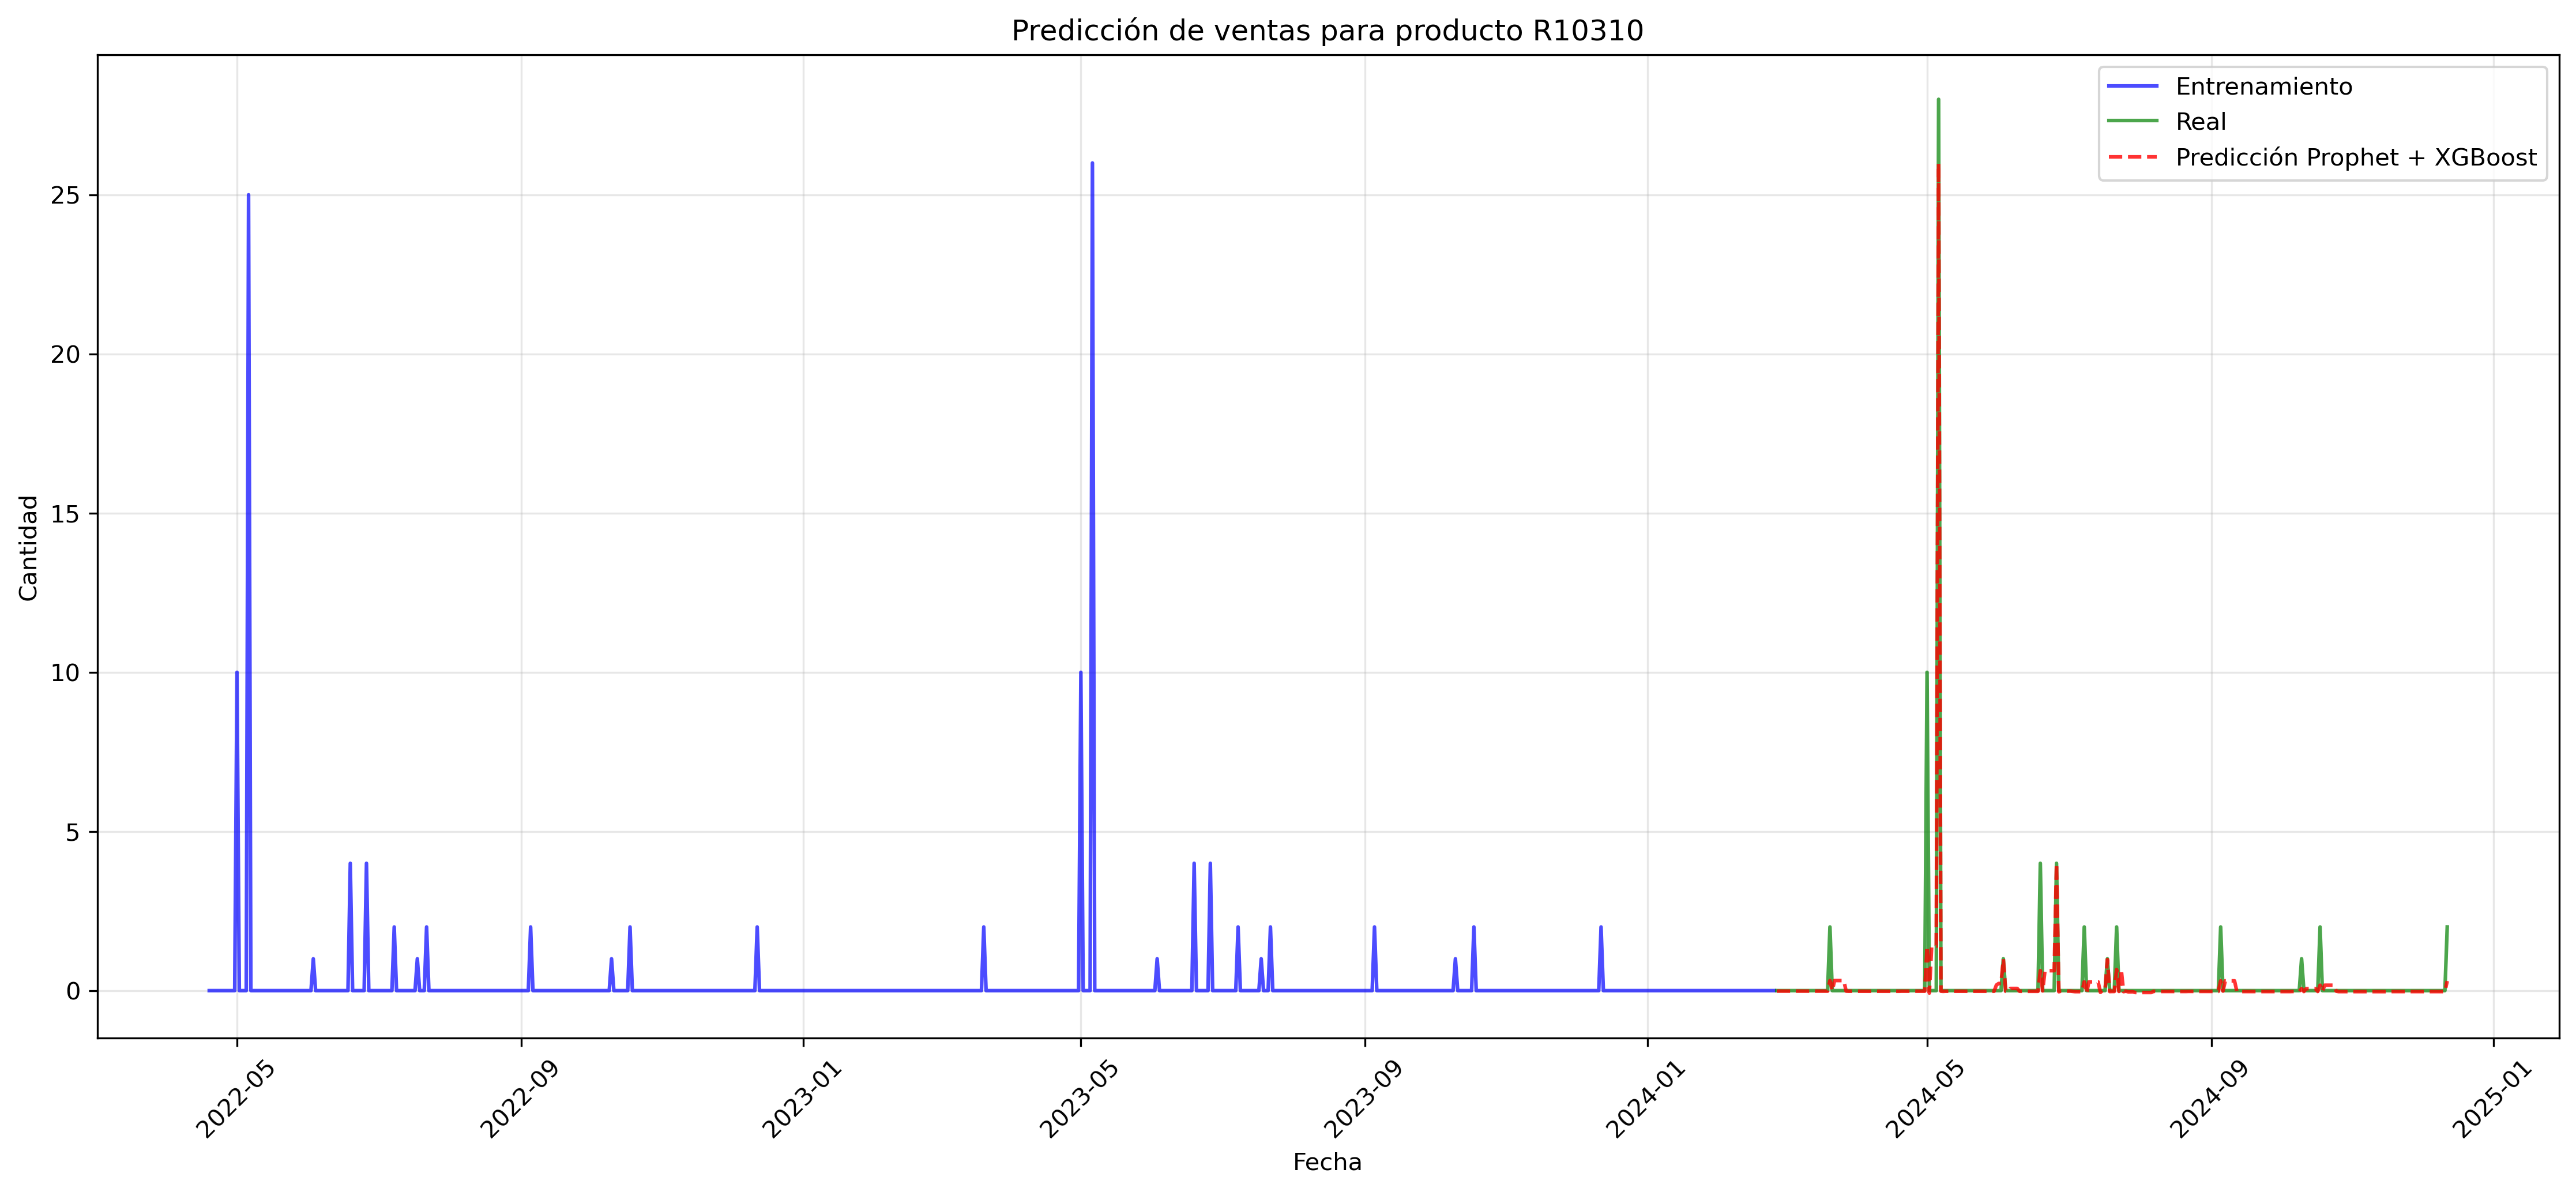 Predicción de ventas para producto R10310
Entrenamiento
Real
Predicción Prophet + XGBoost
Cantidad
25
20
15
10
5
0
2022-05
2022-09
2023-01
2023-05
2023-09
2024-01
2024-05
2024-09
2025-01
Fecha